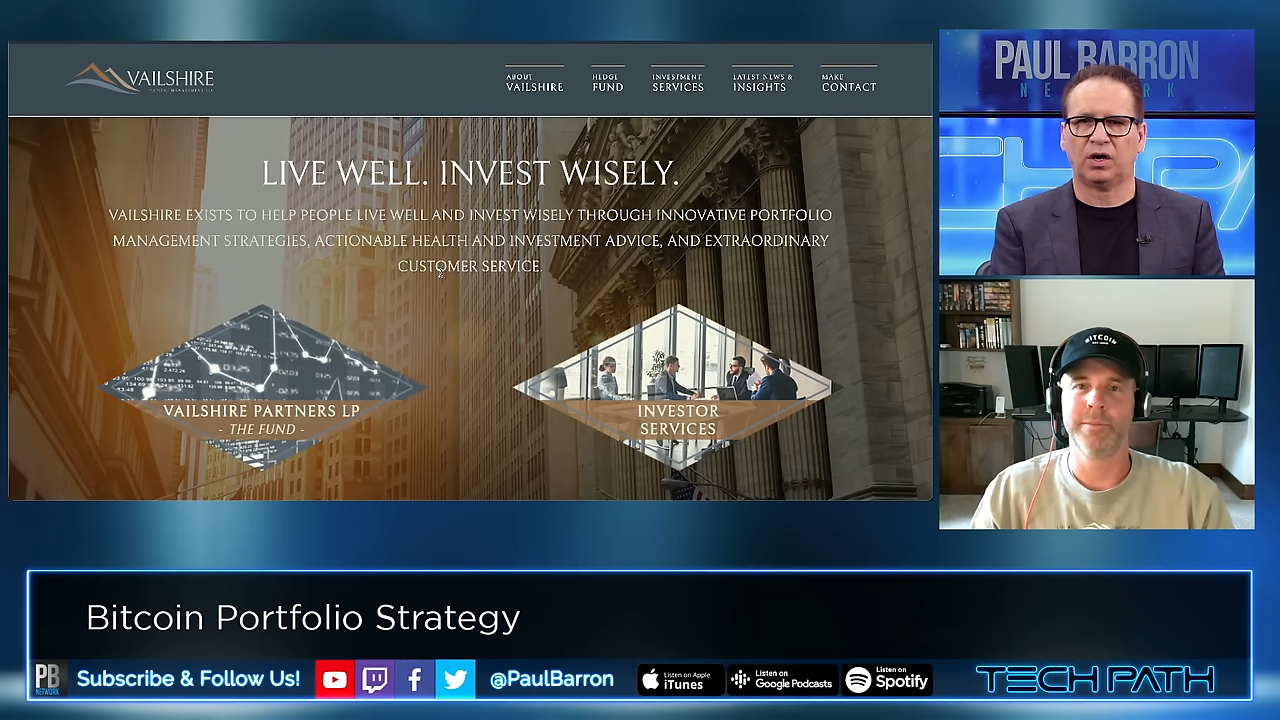 VAILSHIRE
ABOUT
VAILSHIRE
HEDGE
FUND
INVESTMENT
SERVICES
LATEST NEWS &
INSIGHTS
MAKE
CONTACT
LIVE WELL. INVEST WISELY.
VAILSHIRE EXISTS TO HELP PEOPLE LIVE WELL AND INVEST WISELY THROUGH INNOVATIVE PORTFOLIO
MANAGEMENT STRATEGIES, ACTIONABLE HEALTH AND INVESTMENT ADVICE, AND EXTRAORDINARY
CUSTOMER SERVICE.
VAILSHIRE PARTNERS LP
- THE FUND -
INVESTOR
SERVICES
PAUL BARRON
BITCOIN
Bitcoin Portfolio Strategy
PB
NETWORK
Subscribe & Follow Us!
@PaulBarron
Listen on Apple
iTunes
Listen on
Google Podcasts
Listen on
Spotify
TECH PATH